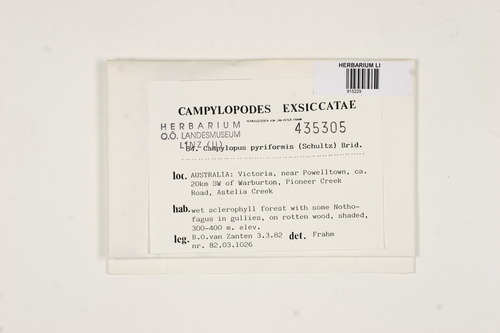 HERBARIUM LI
915229
CAMPYLOPODES EXSICCATAE
HERBARIUM
O,Ö. LANDESMUSEUM
LINZ (LI)
435305
84. Campylopus pyriformis (Schultz) Brid.
loc. AUSTRALIA: Victoria, near Powelltown, ca.
20km SW of Warburton, Pioneer Creek
Road, Astelia Creek
hab. wet sclerophyll forest with some Notho-
fagus in gullies, on rotten wood, shaded,
300-400 m. elev.
leg. B.O.van Zanten 3.3.82 det. Frahm
nr. 82.03.1026